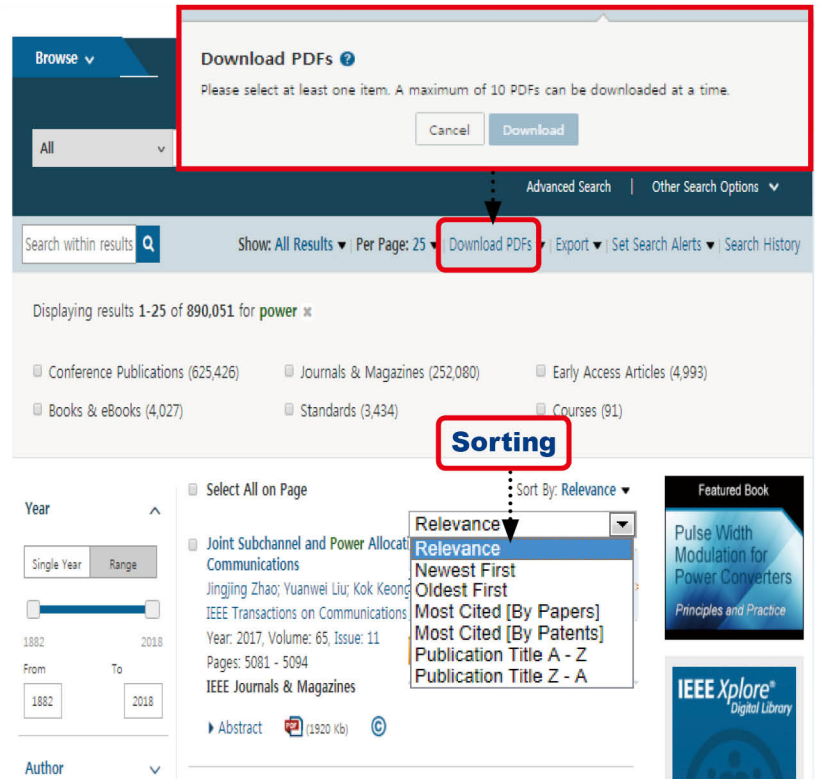 Browse
Download PDFs ?
Please select at least one item. A maximum of 10 PDFs can be downloaded at a time.
Cancel Download
All
Advanced Search | Other Search Options
Search within results
Show: All Results | Per Page: 25 | Download PDFs | Export | Set Search Alerts | Search History
Displaying results 1-25 of 890,051 for power ×
Conference Publications (625,426) Journals & Magazines (252,080) Early Access Articles (4,993)
Books & eBooks (4,027) Standards (3,434) Courses (91)
Sorting
Select All on Page Sort By: Relevance
Year
Single Year Range
1882 2018
From To
1882 2018
Author
Joint Subchannel and Power
Communications
Jingjing Zhao; Yuanwei Liu; Kok Keong
IEEE Transactions on Communications
Year: 2017, Volume: 65, Issue: 11
Pages: 5081 - 5094
IEEE Journals & Magazines
Abstract PDF (1920 Kb) ©
Relevance
Relevance
Newest First
Oldest First
Most Cited [By Papers]
Most Cited [By Patents]
Publication Title A - Z
Publication Title Z - A
Featured Book
Pulse Width
Modulation for
Power Converters
Principles and Practice
IEEE Xplore®
Digital Library